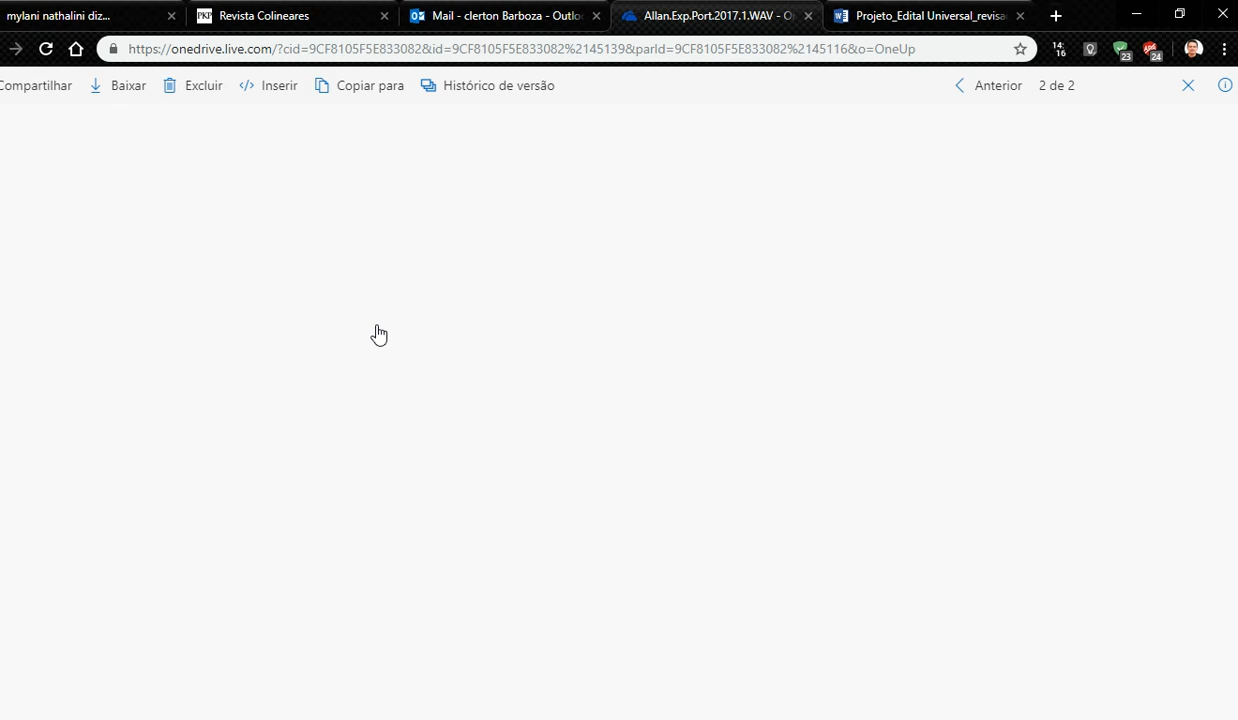 mylani nathalini diz...
PKP Revista Colineares
Mail - clerton Barboza - Outlo
Allan.Exp.Port.2017.1.WAV - O
Projeto_Edital Universal_revisa
https://onedrive.live.com/?cid=9CF8105F5E833082&id=9CF8105F5E833082%2145139&parId=9CF8105F5E833082%2145116&o=OneUp
14:
16
23
24
Compartilhar
Baixar
Excluir
Inserir
Copiar para
Histórico de versão
Anterior
2 de 2